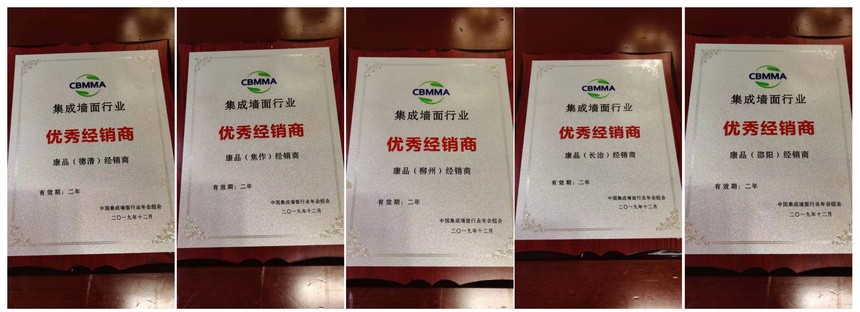 CBMMA
集成墙面行业
优秀经销商
康品（德清）经销商
有效期：二年
中国集成墙面行业年会组会
二〇一九年十二月
CBMMA
集成墙面行业
优秀经销商
康品（焦作）经销商
有效期：二年
中国集成墙面行业年会组会
二〇一九年十二月
CBMMA
集成墙面行业
优秀经销商
康品（柳州）经销商
有效期：二年
中国集成墙面行业年会组会
二〇一九年十二月
CBMMA
集成墙面行业
优秀经销商
康品（长治）经销商
有效期：二年
中国集成墙面行业年会组会
二〇一九年十二月
CBMMA
集成墙面行业
优秀经销商
康品（邵阳）经销商
有效期：二年
中国集成墙面行业年会组会
二〇一九年十二月